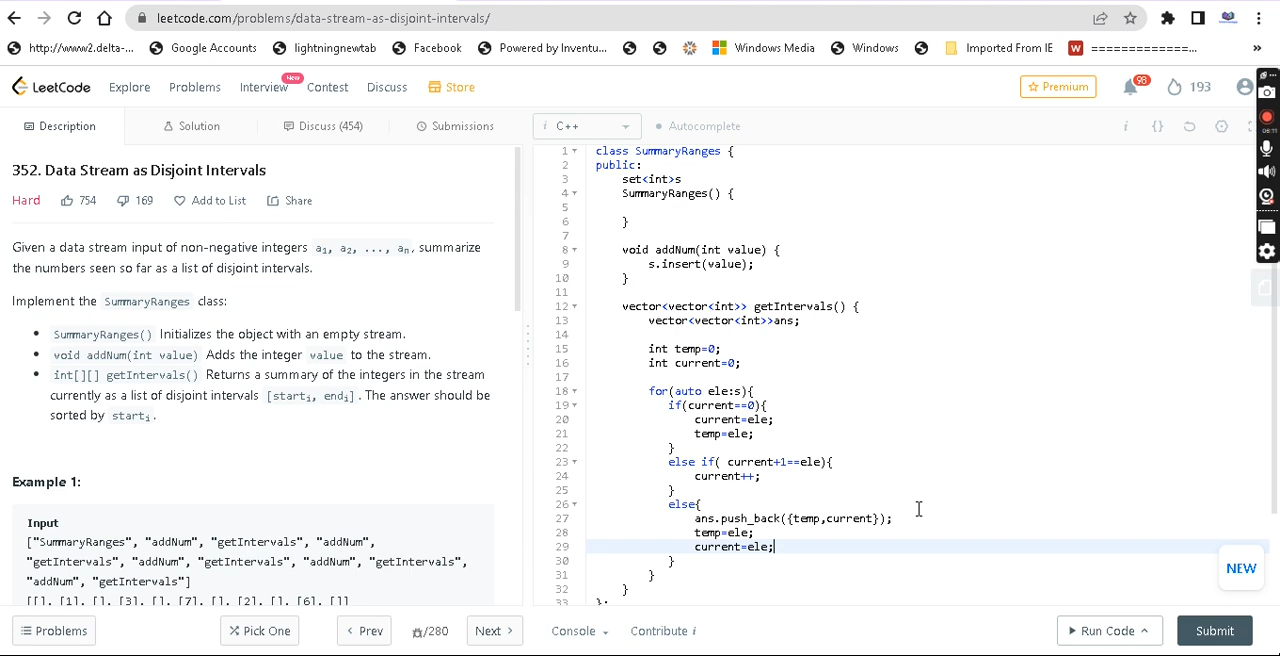 leetcode.com/problems/data-stream-as-disjoint-intervals/
http://www2.delta-... Google Accounts lightningnewtab Facebook Powered by Inventu... Windows Media Windows Imported From IE W ============... »
LeetCode Explore Problems Interview New Contest Discuss Store Premium 98 193
Description Solution Discuss (454) Submissions i C++ Autocomplete i {}
352. Data Stream as Disjoint Intervals
Hard 754 169 Add to List Share
Given a data stream input of non-negative integers a1, a2, ..., an, summarize
the numbers seen so far as a list of disjoint intervals.
Implement the SummaryRanges class:
• SummaryRanges() Initializes the object with an empty stream.
• void addNum(int value) Adds the integer value to the stream.
• int[][] getIntervals() Returns a summary of the integers in the stream
currently as a list of disjoint intervals [starti, endi]. The answer should be
sorted by starti.
Example 1:
Input
["SummaryRanges", "addNum", "getIntervals", "addNum",
"getIntervals", "addNum", "getIntervals", "addNum", "getIntervals",
"addNum", "getIntervals"]
[[], [1], [], [3], [], [7], [], [2], [], [6], []]
1 class SummaryRanges {
2 public:
3 set<int>s
4 SummaryRanges() {
5
6 }
7
8 void addNum(int value) {
9 s.insert(value);
10 }
11
12 vector<vector<int>> getIntervals() {
13 vector<vector<int>>ans;
14
15 int temp=0;
16 int current=0;
17
18 for(auto ele:s){
19 if(current==0){
20 current=ele;
21 temp=ele;
22 }
23 else if( current+1==ele){
24 current++;
25 }
26 else{
27 ans.push_back({temp,current});
28 temp=ele;
29 current=ele;
30 }
31 }
32 }
33 };
06:11
NEW
Problems Pick One < Prev /280 Next > Console Contribute i Run Code Submit